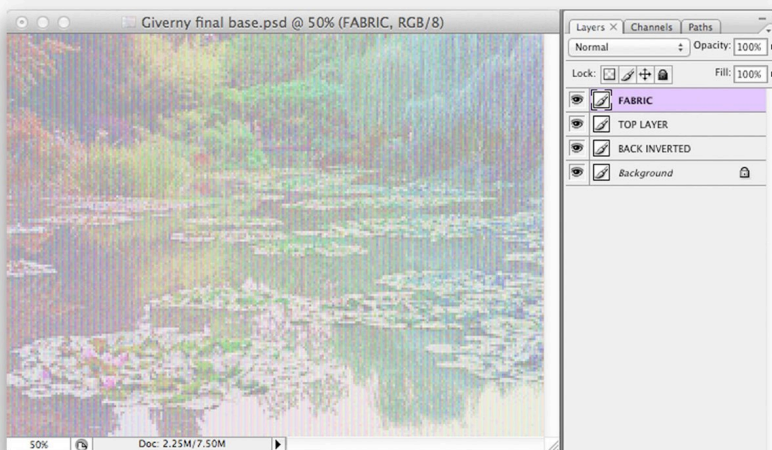 Giverny final base.psd @ 50% (FABRIC, RGB/8)
Layers × Channels Paths
Normal Opacity: 100%
Lock: Fill: 100%
FABRIC
TOP LAYER
BACK INVERTED
Background
50% Doc: 2.25M/7.50M